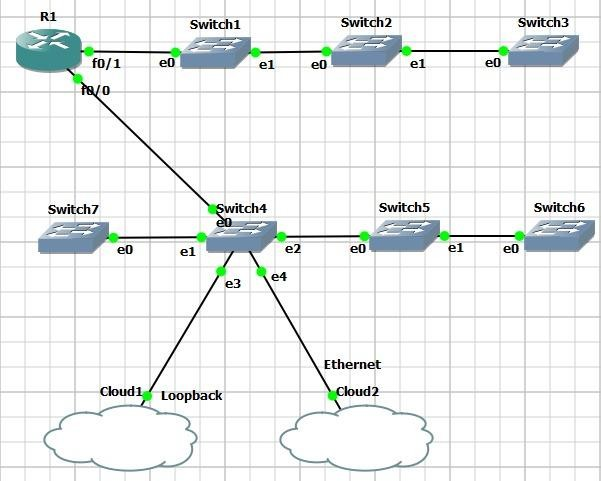 R1
Switch1
Switch2
Switch3
f0/1
e0
e1
e0
e1
e0
f0/0
Switch7
Switch4
Switch5
Switch6
e0
e0
e1
e2
e0
e1
e0
e3
e4
Ethernet
Cloud1
Loopback
Cloud2